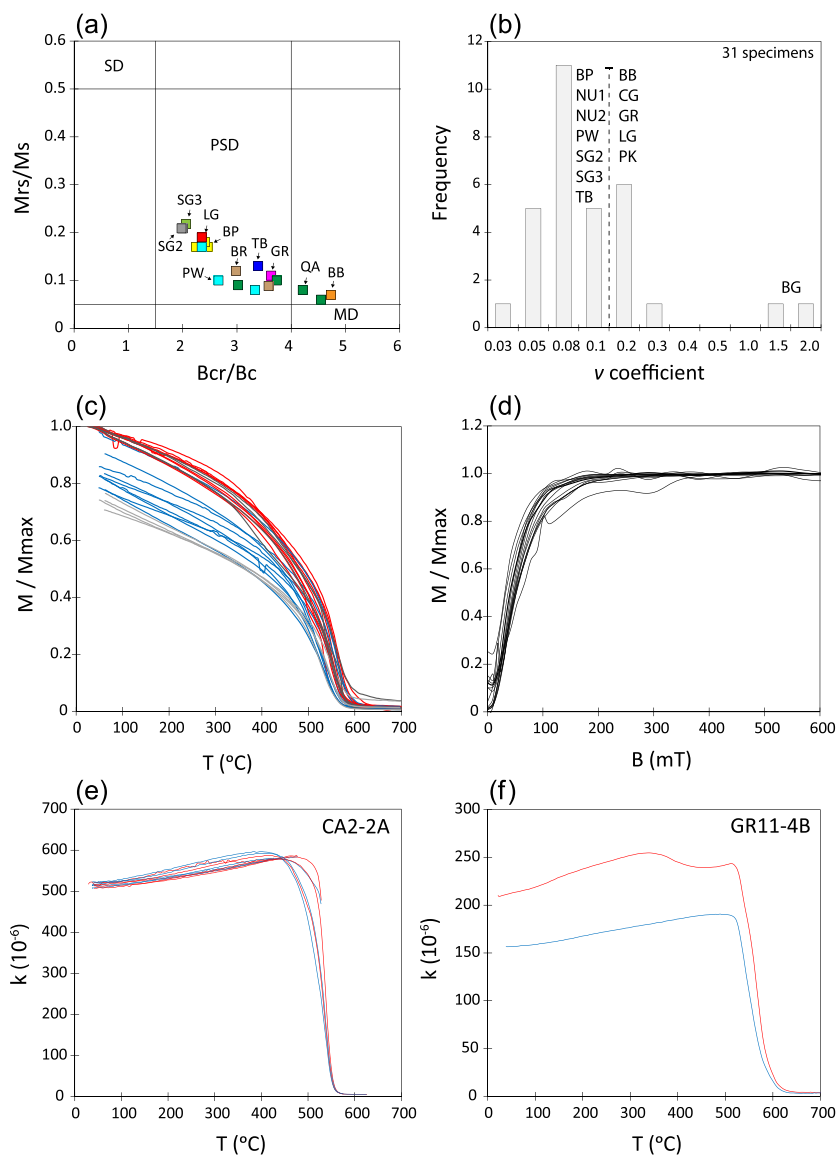 (a)
0.6
0.5
0.4
0.3
0.2
0.1
0
Mrs/Ms
SD
PSD
MD
SG3
LG
SG2
BP
PW
BR
TB
GR
QA
BB
0 1 2 3 4 5 6
Bcr/Bc
(b)
12
10
8
6
4
2
0
Frequency
31 specimens
BP
NU1
NU2
PW
SG2
SG3
TB
BB
CG
GR
LG
PK
BG
0.03 0.05 0.08 0.1 0.2 0.3 0.4 0.5 1.0 1.5 2.0
v coefficient
(c)
1.0
0.8
0.6
0.4
0.2
0
M / Mmax
0 100 200 300 400 500 600 700
T (ºC)
(d)
1.2
1.0
0.8
0.6
0.4
0.2
0
M / Mmax
0 100 200 300 400 500 600
B (mT)
(e)
700
600
500
400
300
200
100
0
k (10-6)
CA2-2A
0 100 200 300 400 500 600 700
T (ºC)
(f)
300
250
200
150
100
50
0
k (10-6)
GR11-4B
0 100 200 300 400 500 600 700
T (ºC)